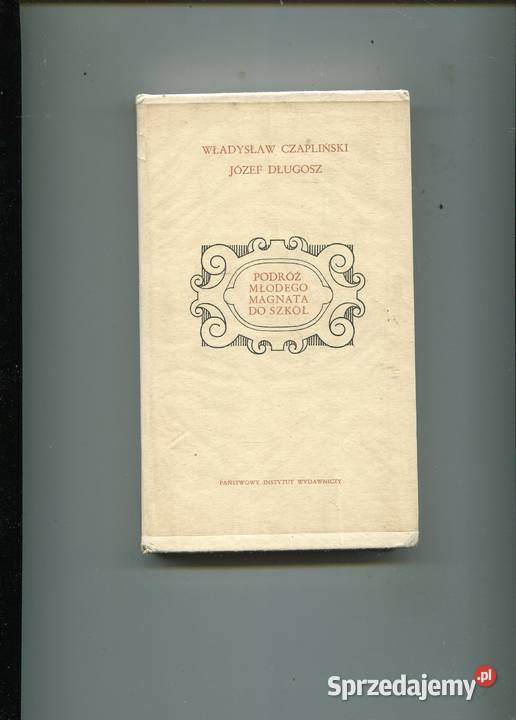 WŁADYSŁAW CZAPLIŃSKI
JÓZEF DŁUGOSZ
PODRÓŻ
MŁODEGO
MAGNATA
DO SZKÓŁ
PAŃSTWOWY INSTYTUT WYDAWNICZY
Sprzedajemy.pl